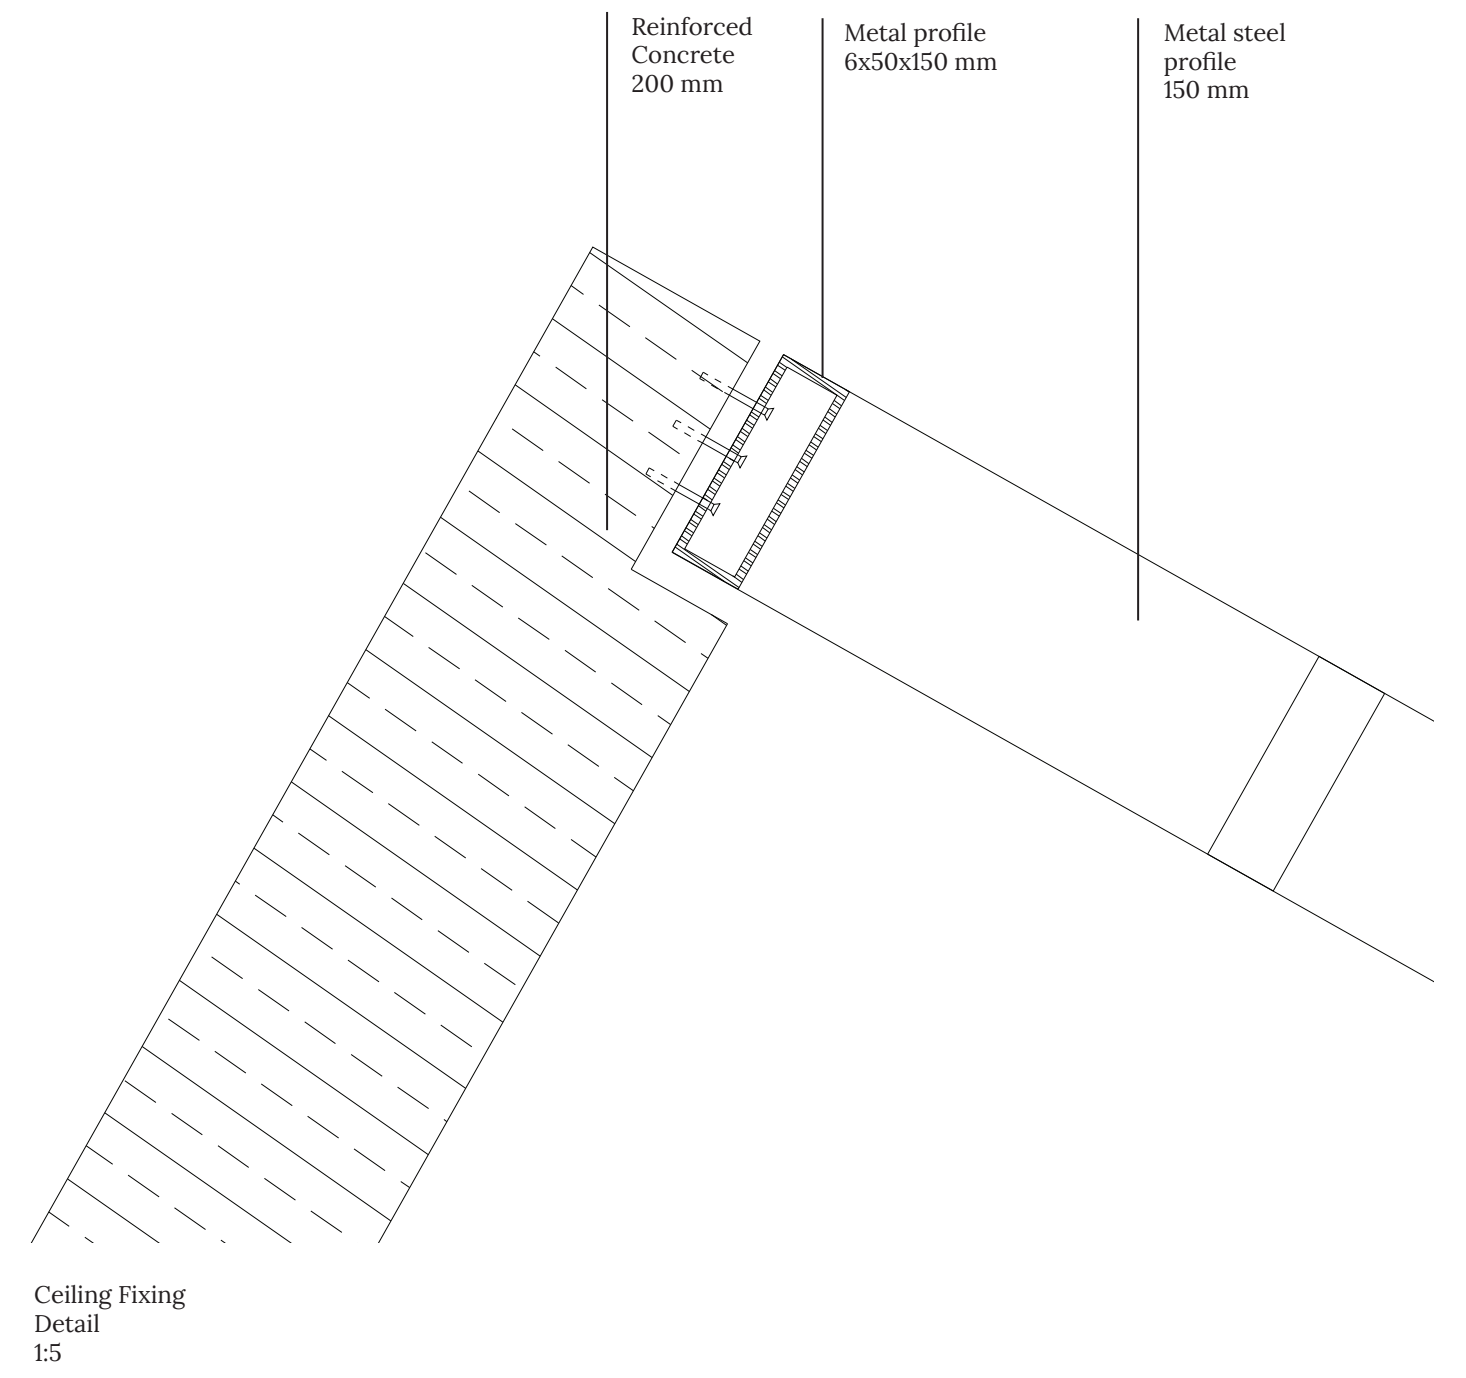 Reinforced
Concrete
200 mm
Metal profile
6x50x150 mm
Metal steel
profile
150 mm
Ceiling Fixing
Detail
1:5